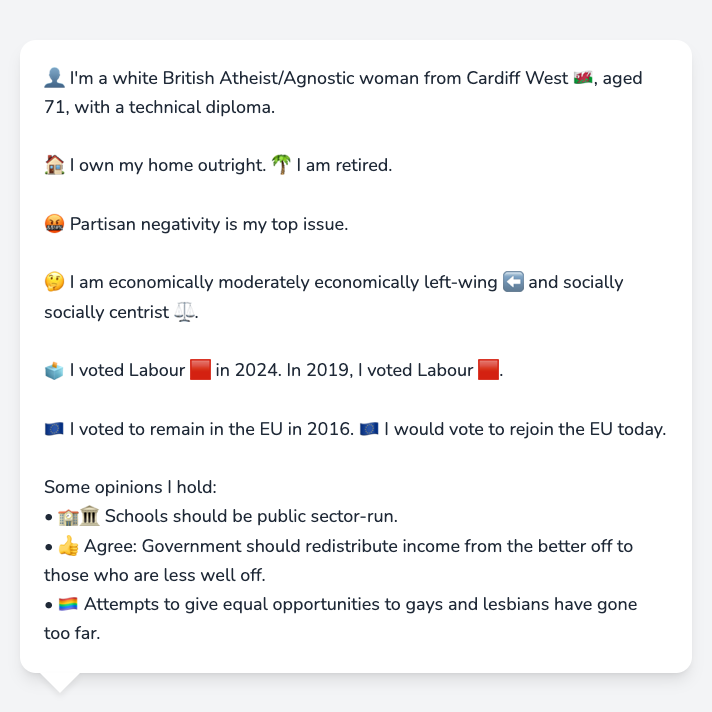 👤 I'm a white British Atheist/Agnostic woman from Cardiff West 🏴󠁧󠁢󠁷󠁬󠁳󠁿, aged
71, with a technical diploma.
🏠 I own my home outright. 🌴 I am retired.
🤬 Partisan negativity is my top issue.
🤔 I am economically moderately economically left-wing ⬅️ and socially
socially centrist ⚖️.
🗳️ I voted Labour 🟥 in 2024. In 2019, I voted Labour 🟥.
🇪🇺 I voted to remain in the EU in 2016. 🇪🇺 I would vote to rejoin the EU today.
Some opinions I hold:
• 🏫🏛️ Schools should be public sector-run.
• 👍 Agree: Government should redistribute income from the better off to
those who are less well off.
• 🏳️‍🌈 Attempts to give equal opportunities to gays and lesbians have gone
too far.